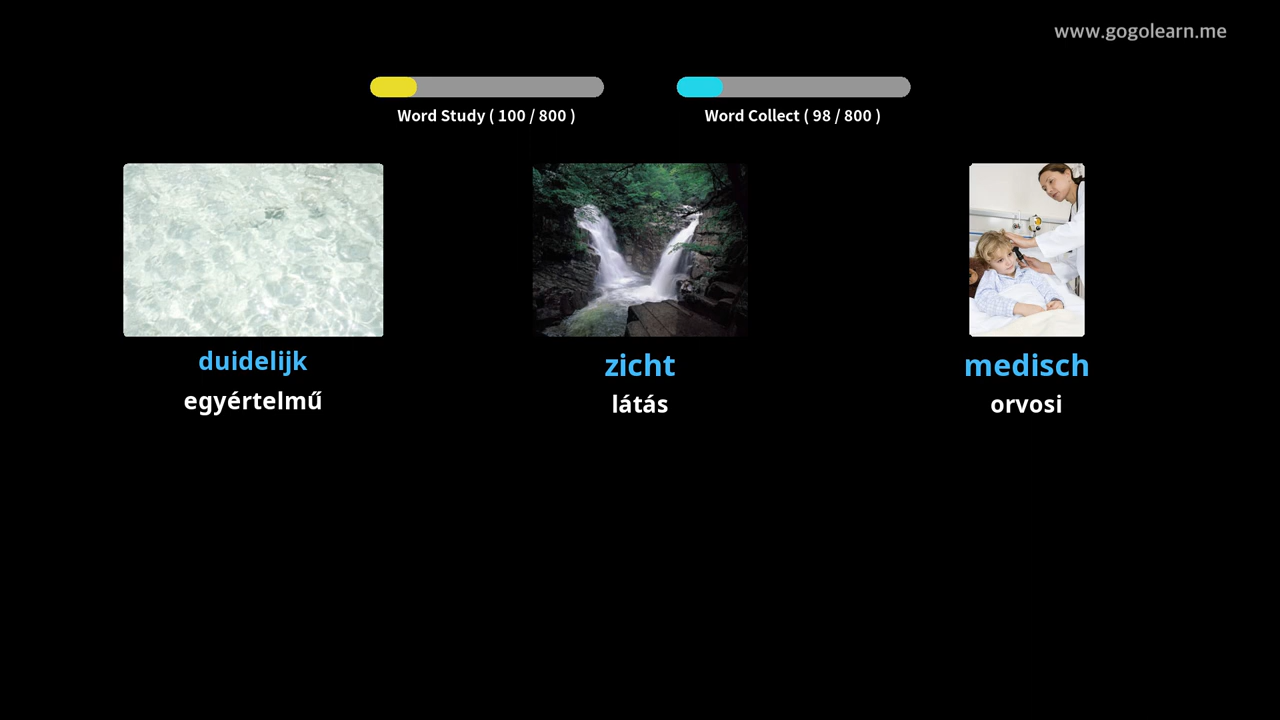 www.gogolearn.me
Word Study ( 100 / 800 )
Word Collect ( 98 / 800 )
duidelijk
egyértelmű
zicht
látás
medisch
orvosi